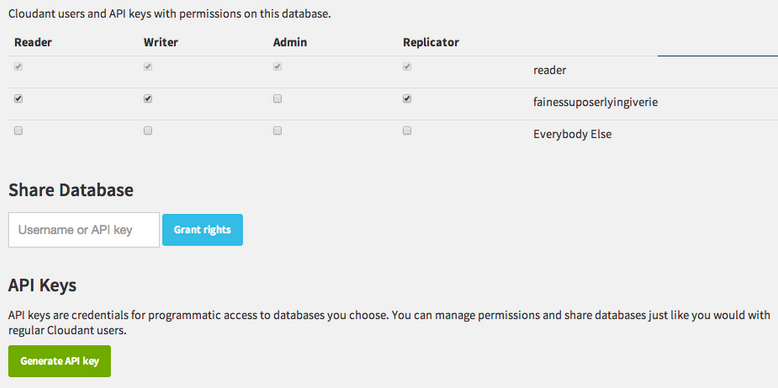 Cloudant users and API keys with permissions on this database.
Reader Writer Admin Replicator
reader
fainessuposerlyingiverie
Everybody Else
Share Database
Username or API key Grant rights
API Keys
API keys are credentials for programmatic access to databases you choose. You can manage permissions and share databases just like you would with
regular Cloudant users.
Generate API key